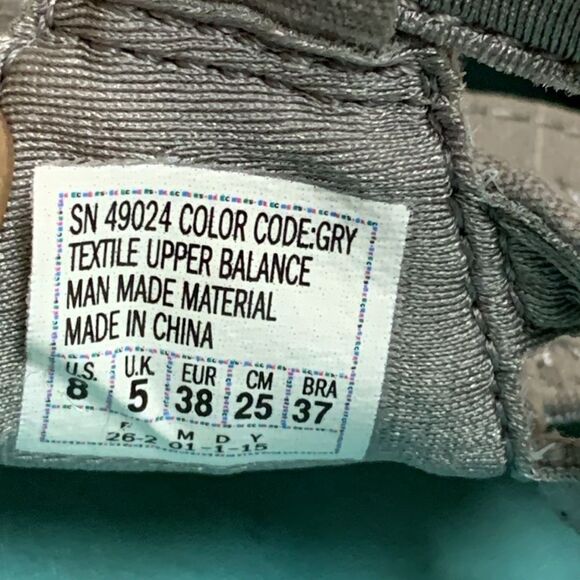 SN 49024 COLOR CODE:GRY
TEXTILE UPPER BALANCE
MAN MADE MATERIAL
MADE IN CHINA
U.S. U.K. EUR CM BRA
8 5 38 25 37
F. M D Y
26-2 01-1-15